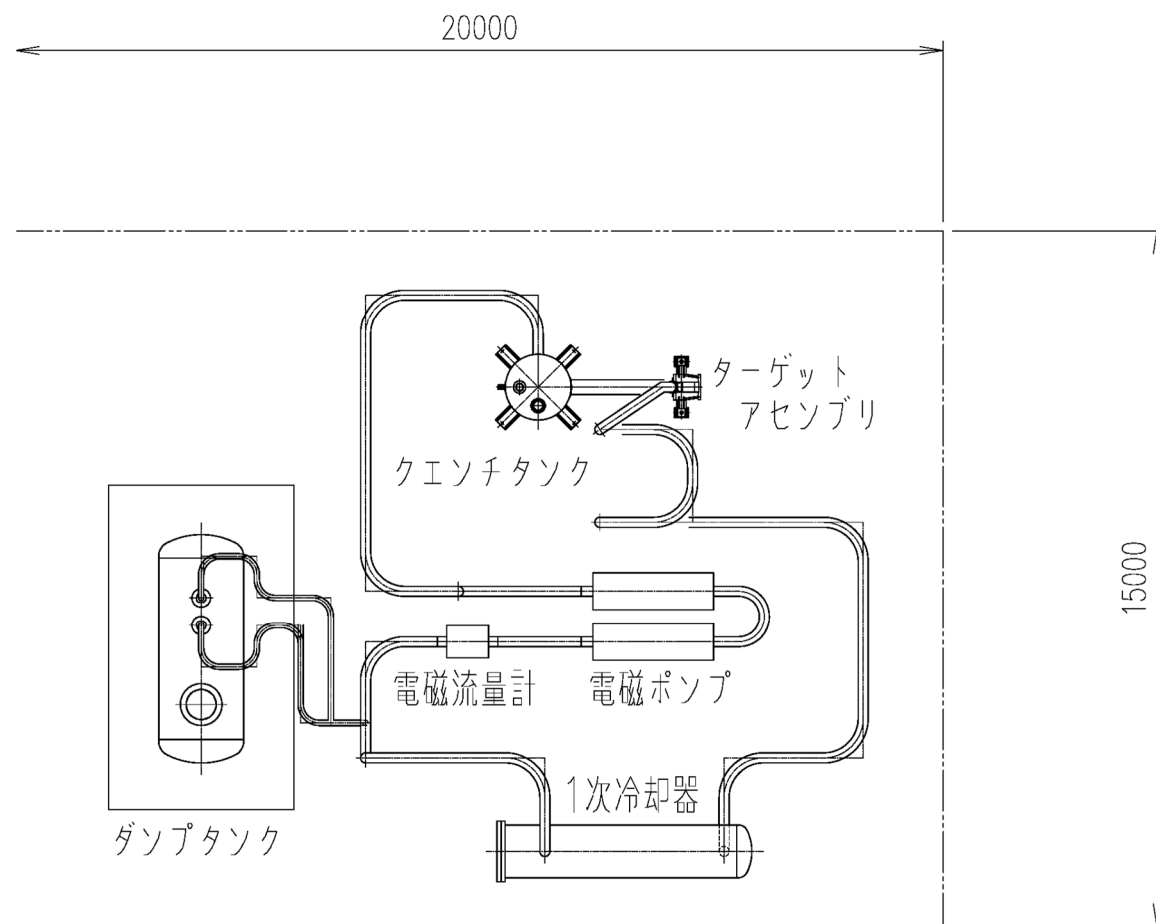 20000
ターゲット
アセンブリ
クエンチタンク
15000
電磁流量計
電磁ポンプ
1次冷却器
ダンプタンク